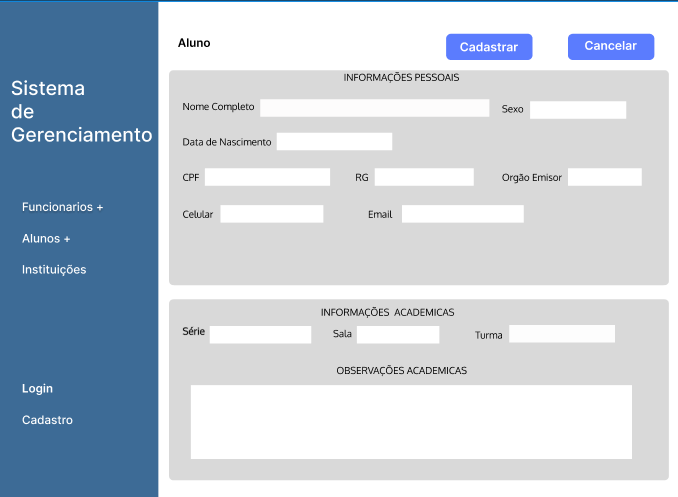 Sistema
de
Gerenciamento
Funcionarios +
Alunos +
Instituições
Login
Cadastro
Aluno
Cadastrar
Cancelar
INFORMAÇÕES PESSOAIS
Nome Completo
Sexo
Data de Nascimento
CPF
RG
Orgão Emisor
Celular
Email
INFORMAÇÕES ACADEMICAS
Série
Sala
Turma
OBSERVAÇÕES ACADEMICAS